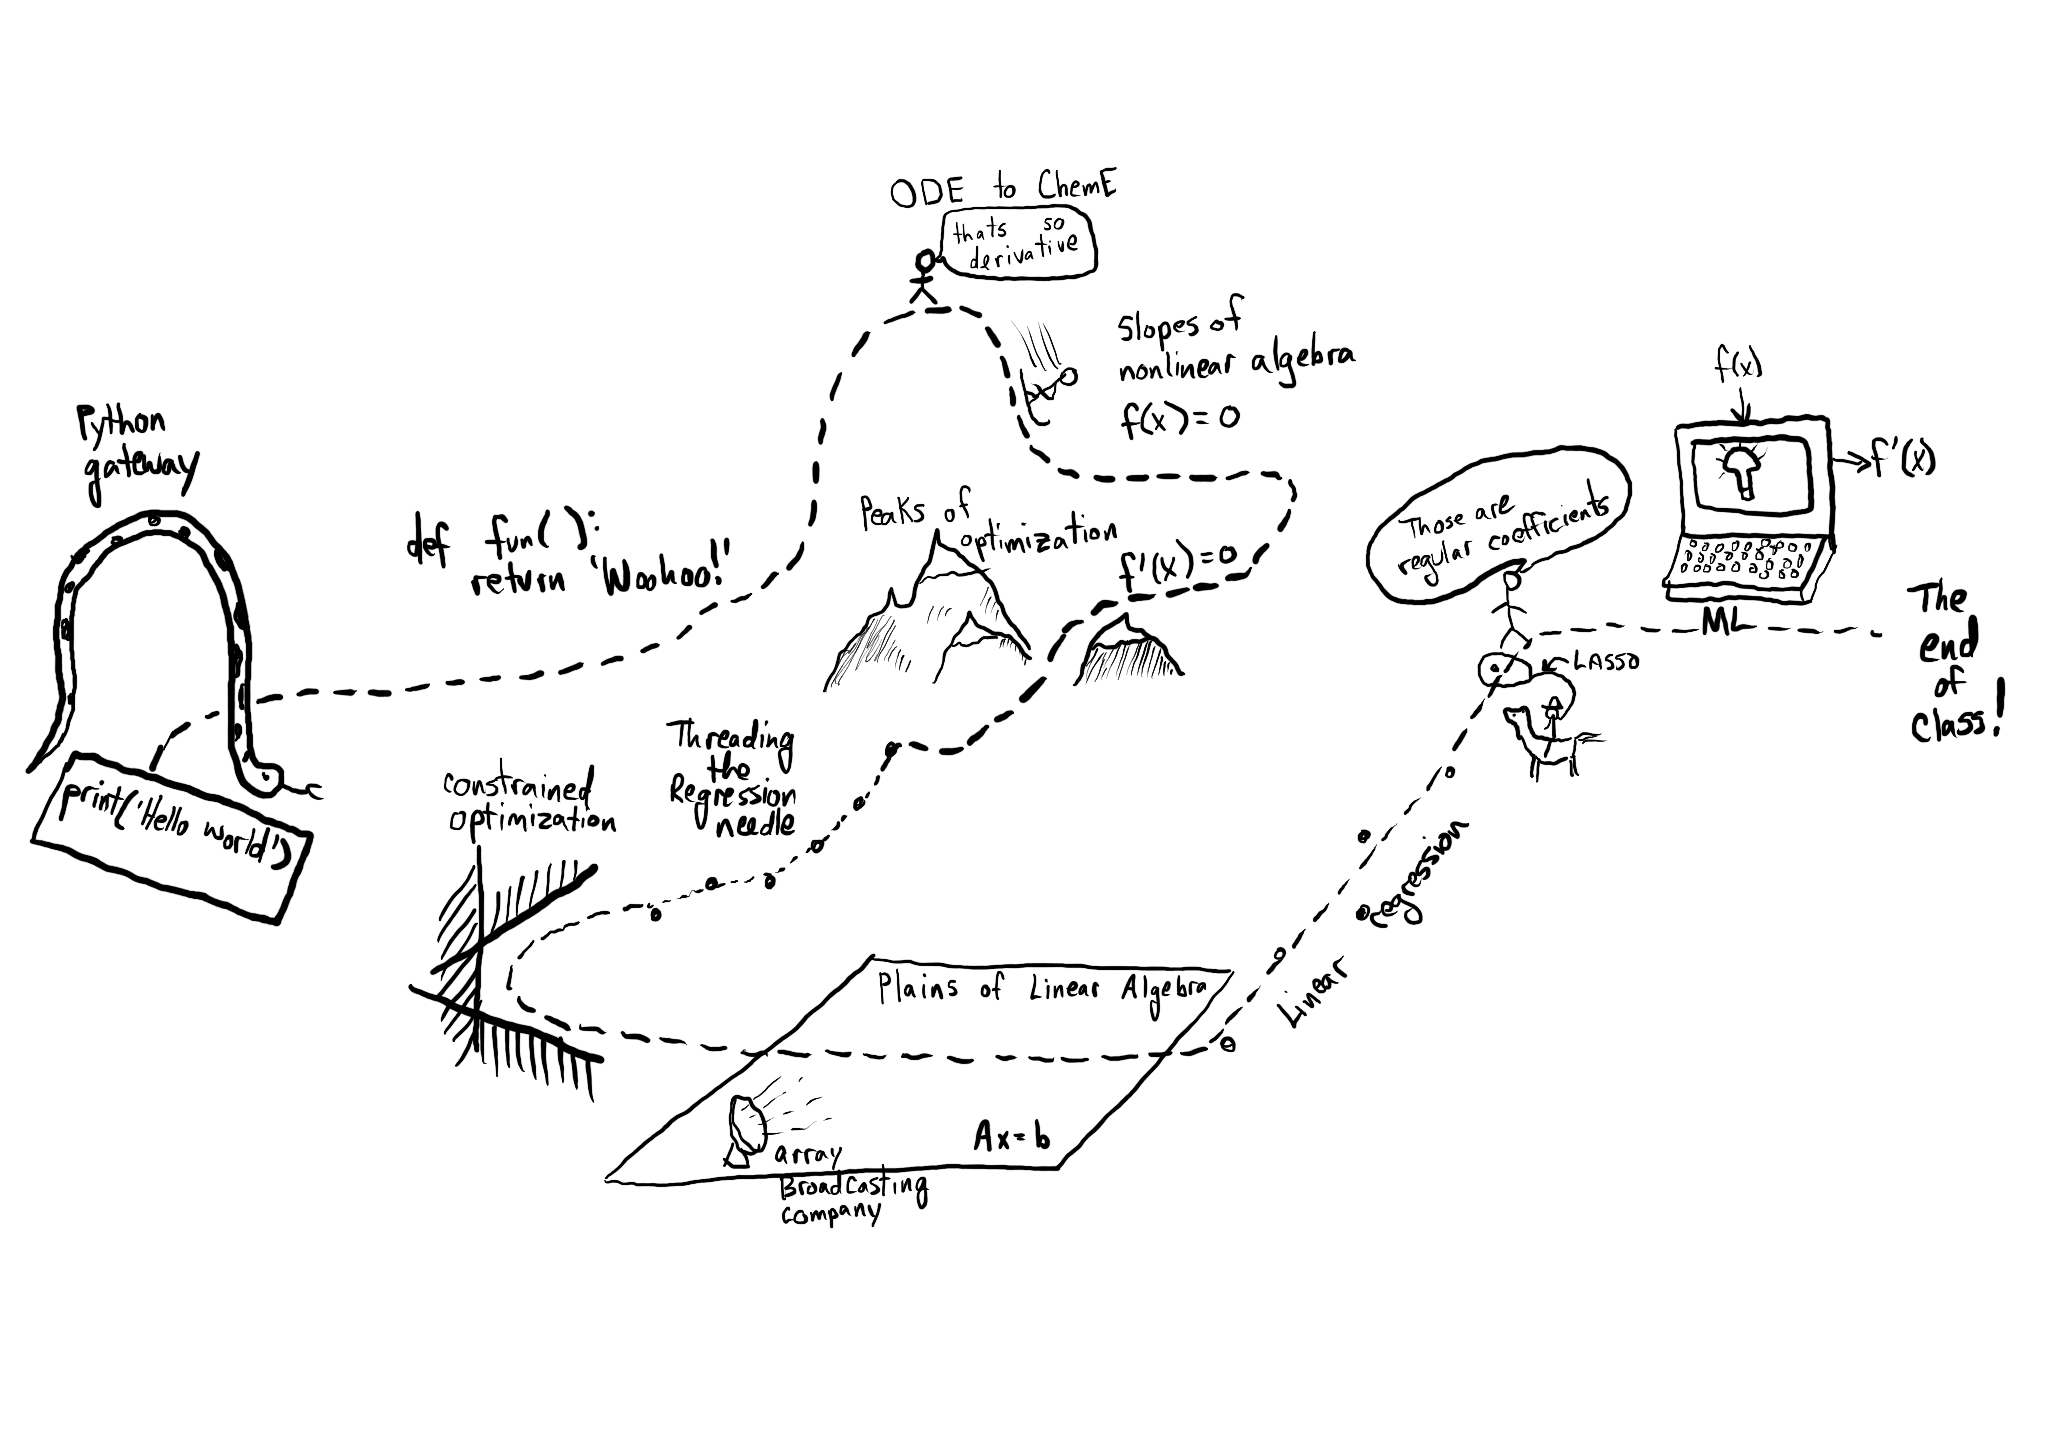 ODE to ChemE
thats so
derivative
Slopes of
nonlinear algebra
f(x) = 0
Python
gateway
print('Hello world')
def fun():
return 'Woohoo!'
Peaks of
optimization
f'(x) = 0
Threading
the
Regression
needle
constrained
optimization
Plains of Linear Algebra
Ax = b
array
Broadcasting
company
Linear regression
Those are
regular coefficients
LASSO
f(x)
f'(x)
ML
The
end
of
class!